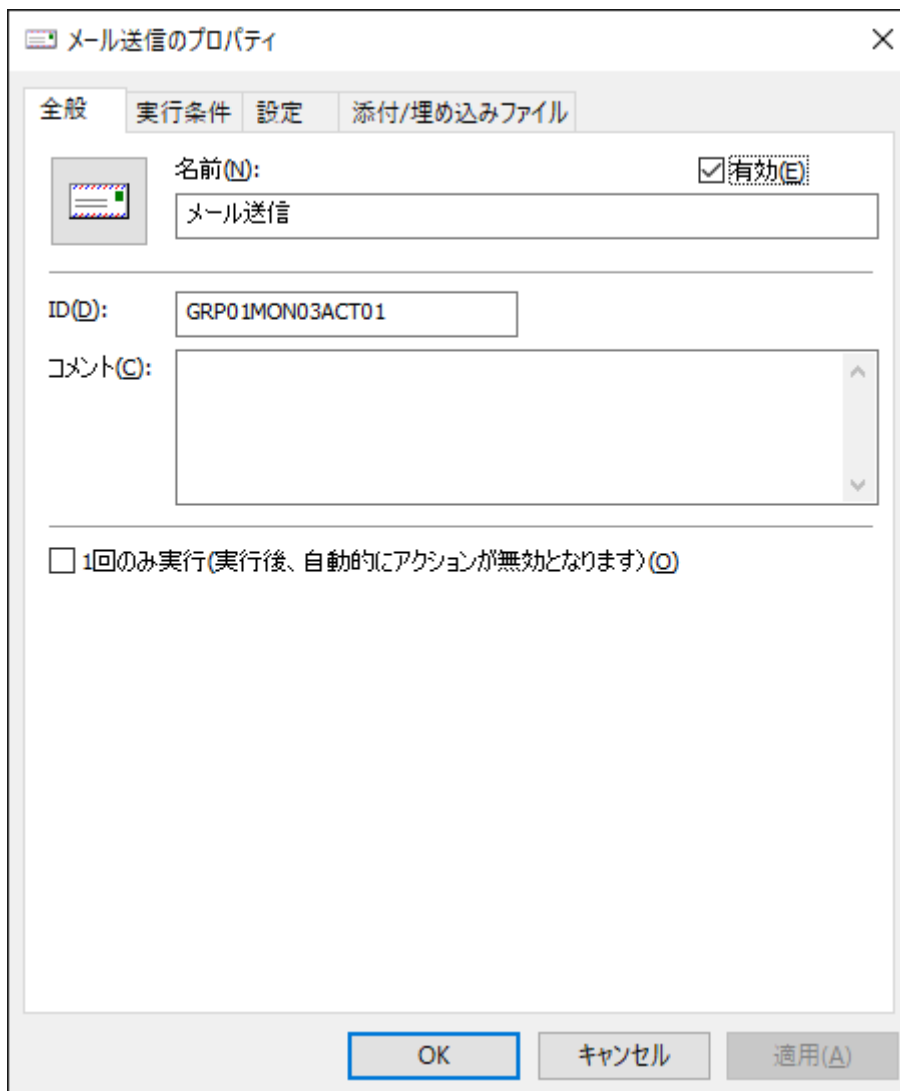 メール送信のプロパティ
全般 実行条件 設定 添付/埋め込みファイル
名前(N): 有効(E)
メール送信
ID(D): GRP01MON03ACT01
コメント(C):
1回のみ実行(実行後、自動的にアクションが無効となります)(O)
OK キャンセル 適用(A)